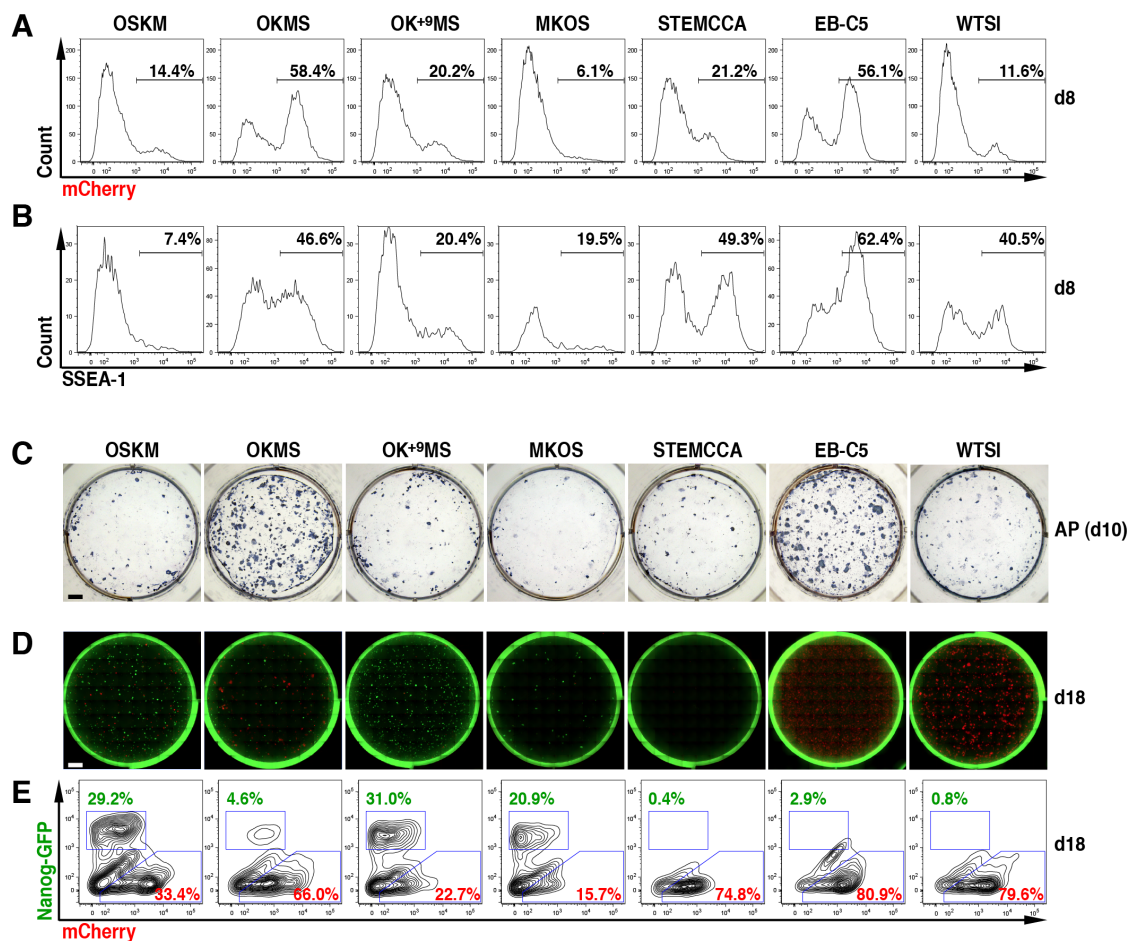 A
OSKM OKMS OK+9MS MKOS STEMCCA EB-C5 WTSI
14.4% 58.4% 20.2% 6.1% 21.2% 56.1% 11.6%
d8
Count
mCherry
B
7.4% 46.6% 20.4% 19.5% 49.3% 62.4% 40.5%
d8
Count
SSEA-1
C
OSKM OKMS OK+9MS MKOS STEMCCA EB-C5 WTSI
AP (d10)
D
d18
E
29.2% 4.6% 31.0% 20.9% 0.4% 2.9% 0.8%
d18
33.4% 66.0% 22.7% 15.7% 74.8% 80.9% 79.6%
Nanog-GFP
mCherry